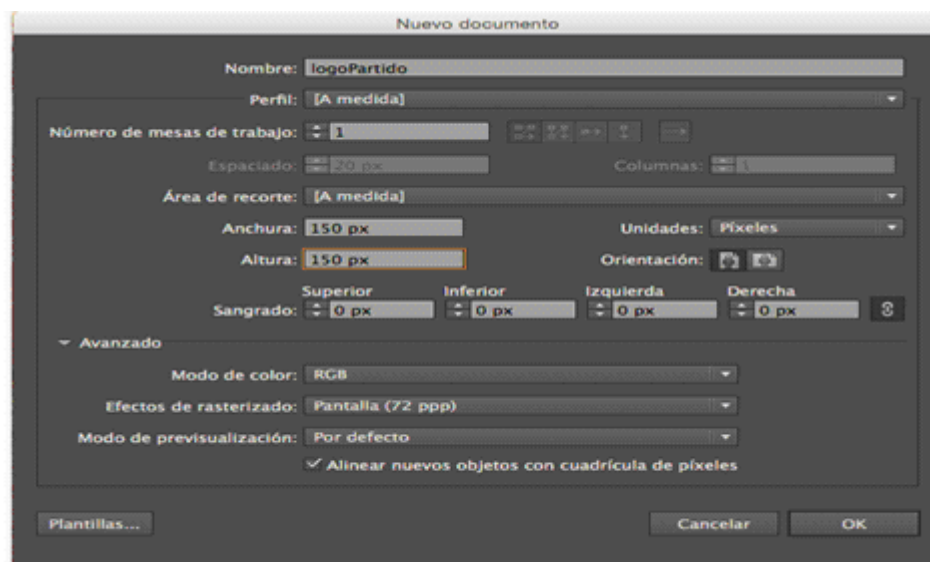 Nuevo documento
Nombre: logoPartido
Perfil: [A medida]
Número de mesas de trabajo: 1
Espaciado: 20 px Columnas: 1
Área de recorte: [A medida]
Anchura: 150 px Unidades: Píxeles
Altura: 150 px Orientación:
Superior Inferior Izquierda Derecha
Sangrado: 0 px 0 px 0 px 0 px
Avanzado
Modo de color: RGB
Efectos de rasterizado: Pantalla (72 ppp)
Modo de previsualización: Por defecto
Alinear nuevos objetos con cuadrícula de píxeles
Plantillas... Cancelar OK